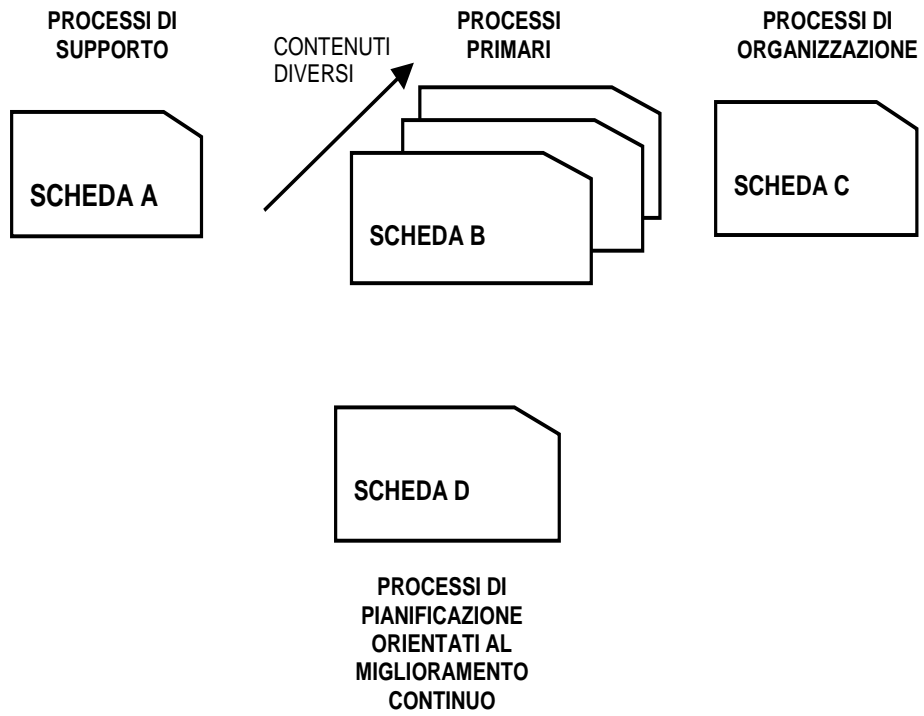 PROCESSI DI
SUPPORTO
CONTENUTI
DIVERSI
PROCESSI
PRIMARI
PROCESSI DI
ORGANIZZAZIONE
SCHEDA A
SCHEDA B
SCHEDA C
SCHEDA D
PROCESSI DI
PIANIFICAZIONE
ORIENTATI AL
MIGLIORAMENTO
CONTINUO